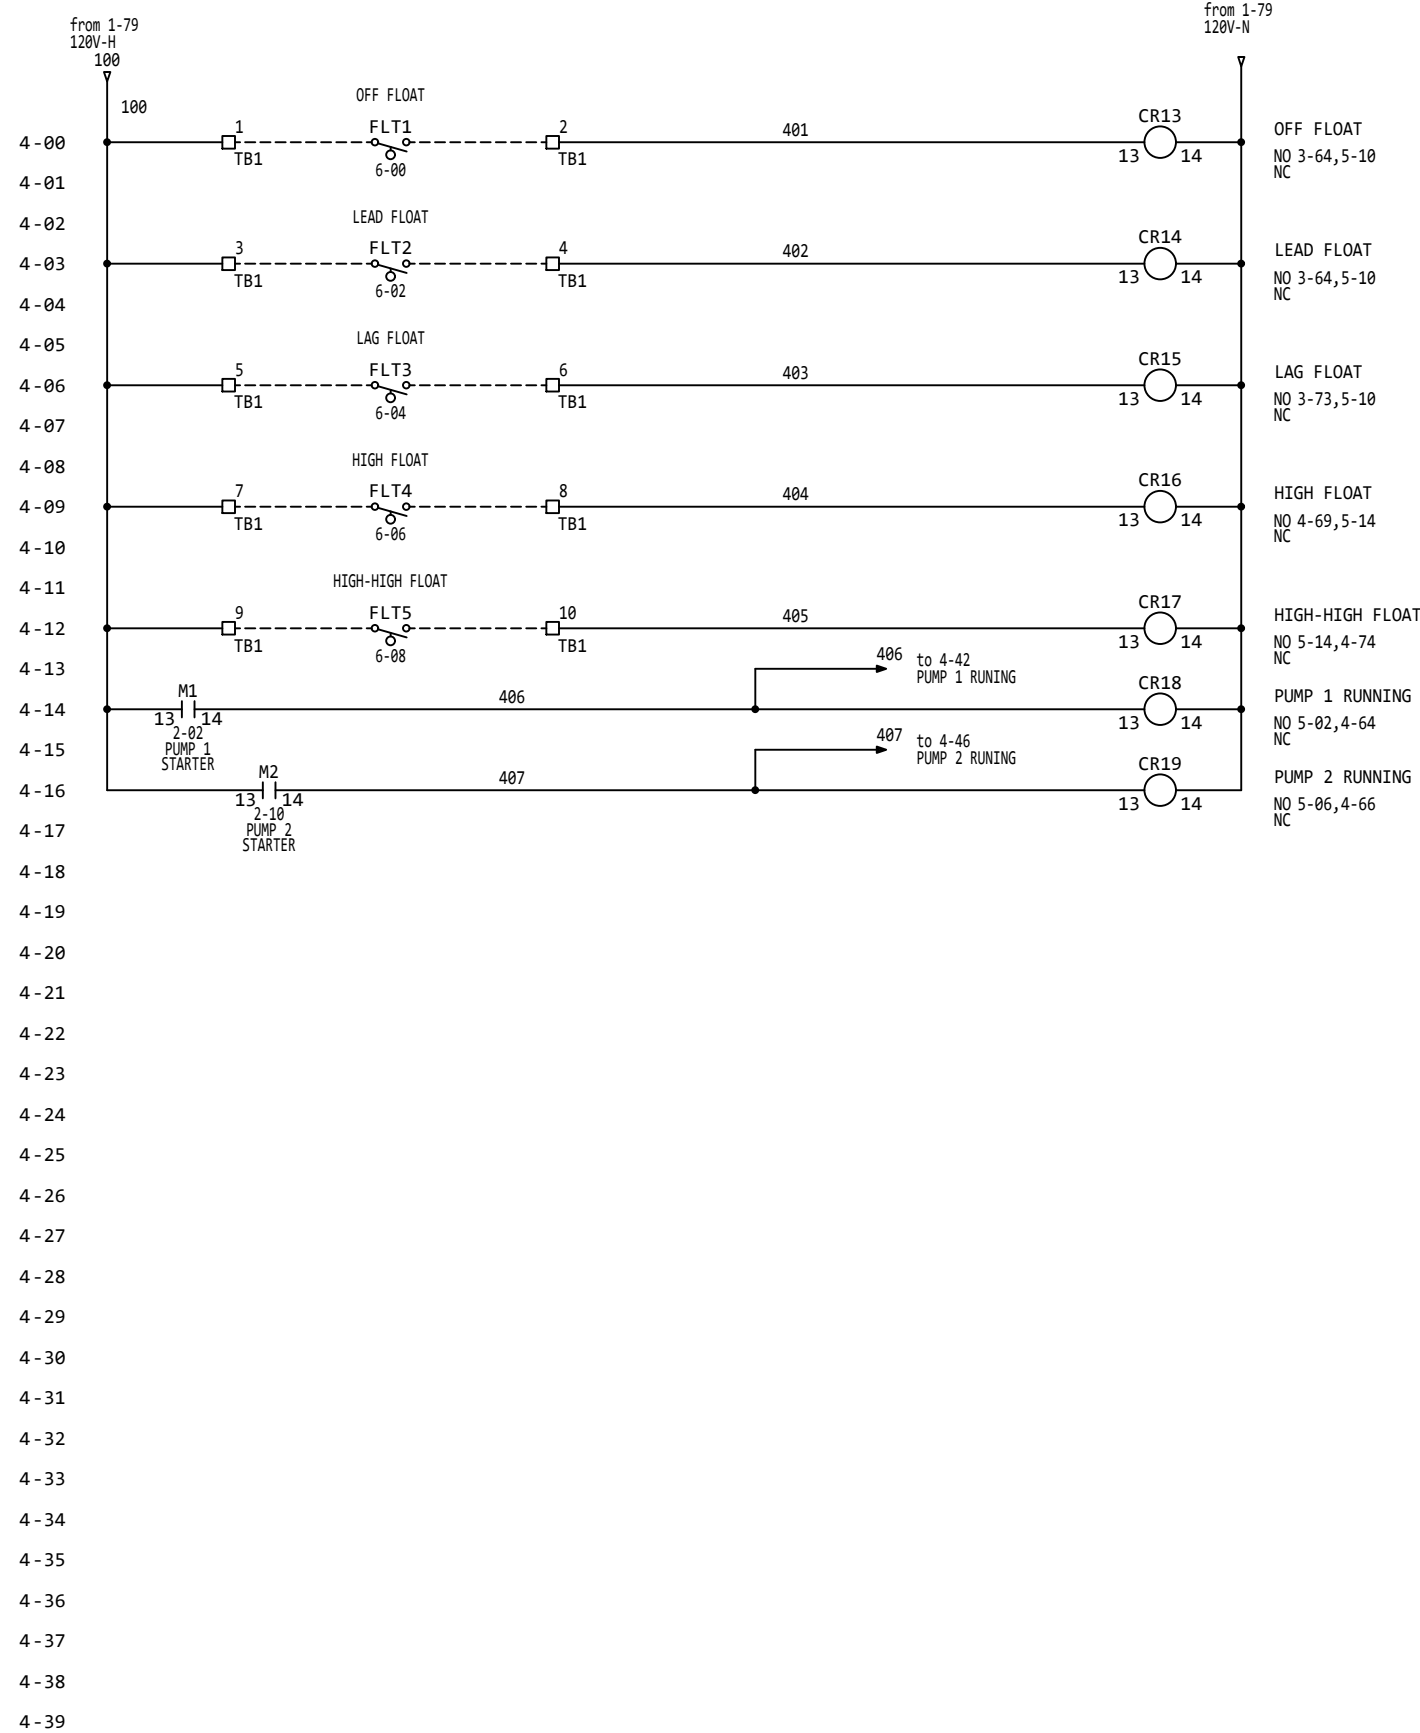 from 1-79
120V-H
100
from 1-79
120V-N
100
OFF FLOAT
4-00
1
TB1
FLT1
6-00
2
TB1
401
CR13
13
14
OFF FLOAT
NO 3-64,5-10
NC
4-01
4-02
LEAD FLOAT
4-03
3
TB1
FLT2
6-02
4
TB1
402
CR14
13
14
LEAD FLOAT
NO 3-64,5-10
NC
4-04
4-05
LAG FLOAT
4-06
5
TB1
FLT3
6-04
6
TB1
403
CR15
13
14
LAG FLOAT
NO 3-73,5-10
NC
4-07
4-08
HIGH FLOAT
4-09
7
TB1
FLT4
6-06
8
TB1
404
CR16
13
14
HIGH FLOAT
NO 4-69,5-14
NC
4-10
4-11
HIGH-HIGH FLOAT
4-12
9
TB1
FLT5
6-08
10
TB1
405
CR17
13
14
HIGH-HIGH FLOAT
NO 5-14,4-74
NC
4-13
406
to 4-42
PUMP 1 RUNING
4-14
M1
13
14
2-02
PUMP 1
STARTER
406
CR18
13
14
PUMP 1 RUNNING
NO 5-02,4-64
NC
4-15
407
to 4-46
PUMP 2 RUNING
4-16
M2
13
14
2-10
PUMP 2
STARTER
407
CR19
13
14
PUMP 2 RUNNING
NO 5-06,4-66
NC
4-17
4-18
4-19
4-20
4-21
4-22
4-23
4-24
4-25
4-26
4-27
4-28
4-29
4-30
4-31
4-32
4-33
4-34
4-35
4-36
4-37
4-38
4-39